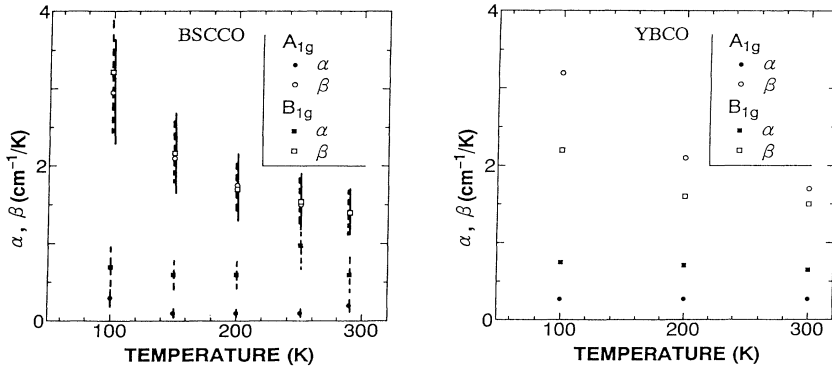 BSCCO
A1g
α
β
B1g
α
β
4
2
0
α , β (cm⁻¹/K)
100 200 300
TEMPERATURE (K)
YBCO
A1g
α
β
B1g
α
β
4
2
0
α , β (cm⁻¹/K)
100 200 300
TEMPERATURE (K)